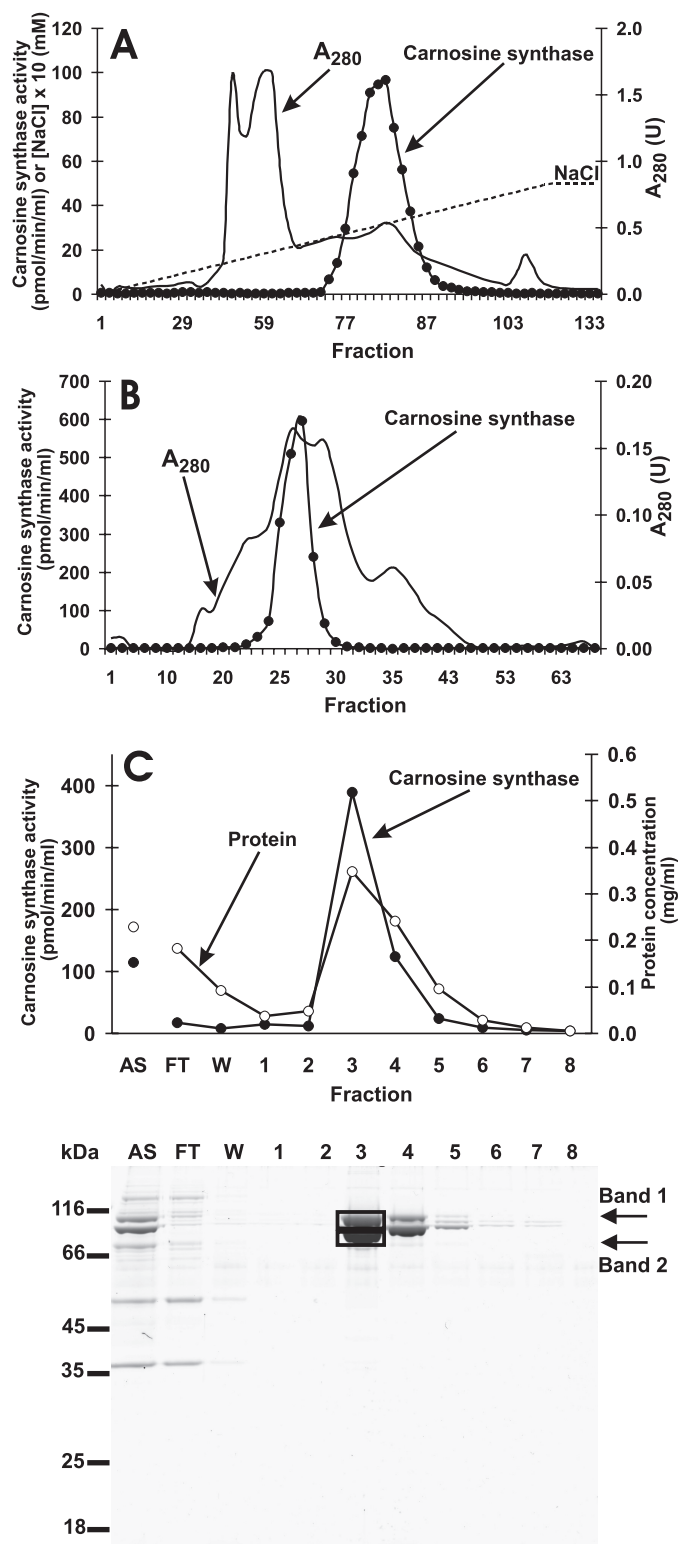 A
Carnosine synthase activity
(pmol/min/ml) or [NaCl] x 10 (mM)
120
100
80
60
40
20
0
A280
Carnosine synthase
NaCl
2.0
1.5
1.0
0.5
0.0
A280 (U)
1 29 59 77 87 103 133
Fraction
B
Carnosine synthase activity
(pmol/min/ml)
700
600
500
400
300
200
100
0
A280
Carnosine synthase
0.20
0.15
0.10
0.05
0.00
A280 (U)
1 10 20 25 30 35 43 53 63
Fraction
C
Carnosine synthase activity
(pmol/min/ml)
400
300
200
100
0
Protein
Carnosine synthase
0.6
0.5
0.4
0.3
0.2
0.1
0.0
Protein concentration
(mg/ml)
AS FT W 1 2 3 4 5 6 7 8
Fraction
kDa AS FT W 1 2 3 4 5 6 7 8
116
66
45
35
25
18
Band 1
Band 2